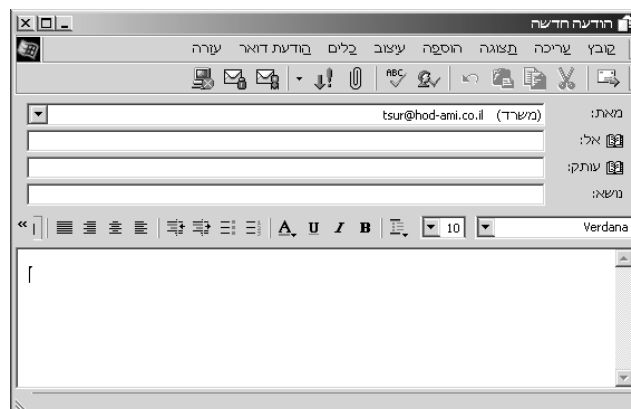 הודעה חדשה
קובץ עריכה תצוגה הוספה עיצוב כלים הודעת דואר עזרה
ABC
מאת: (משרד) tsur@hod-ami.co.il
אל:
עותק:
נושא:
Verdana 10 B I U A